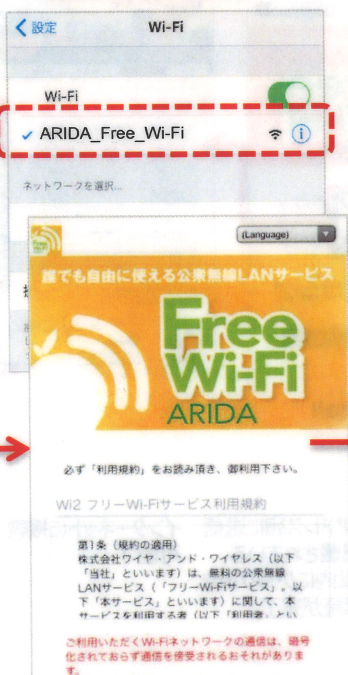 設定
Wi-Fi
Wi-Fi
ARIDA_Free_Wi-Fi
ネットワークを選択...
(Language)
誰でも自由に使える公衆無線LANサービス
Free
Wi-Fi
ARIDA
必ず「利用規約」をお読み頂き、御利用下さい。
Wi2 フリーWi-Fiサービス利用規約
第1条（規約の適用）
株式会社ワイヤ・アンド・ワイヤレス（以下
「当社」といいます）は、無料の公衆無線
LANサービス（「フリーWi-Fiサービス」。以
下「本サービス」といいます）に関して、本
サービスを利用する者（以下「利用者」とい
ご利用いただくWi-Fiネットワークの通信は、暗号
化されておらず通信を傍受されるおそれがありま
す。